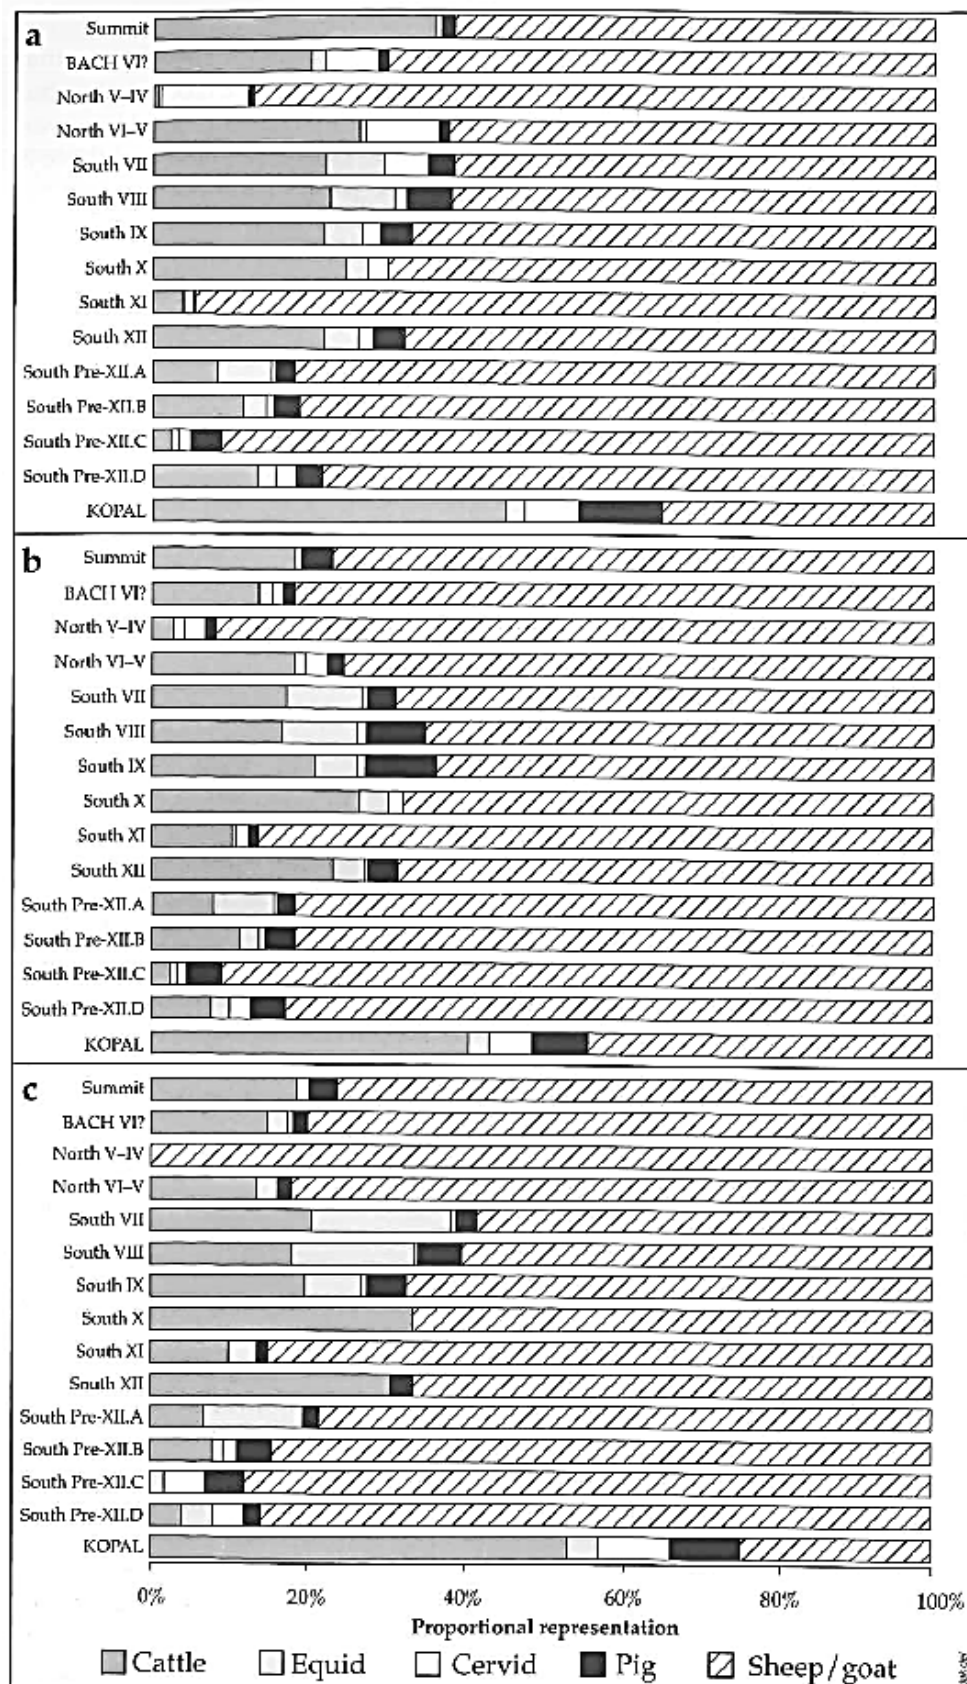 a
Summit
BACH VI?
North V–IV
North VI–V
South VII
South VIII
South IX
South X
South XI
South XII
South Pre-XII.A
South Pre-XII.B
South Pre-XII.C
South Pre-XII.D
KOPAL
b
Summit
BACH VI?
North V–IV
North VI–V
South VII
South VIII
South IX
South X
South XI
South XII
South Pre-XII.A
South Pre-XII.B
South Pre-XII.C
South Pre-XII.D
KOPAL
c
Summit
BACH VI?
North V–IV
North VI–V
South VII
South VIII
South IX
South X
South XI
South XII
South Pre-XII.A
South Pre-XII.B
South Pre-XII.C
South Pre-XII.D
KOPAL
0% 20% 40% 60% 80% 100%
Proportional representation
Cattle Equid Cervid Pig Sheep/goat